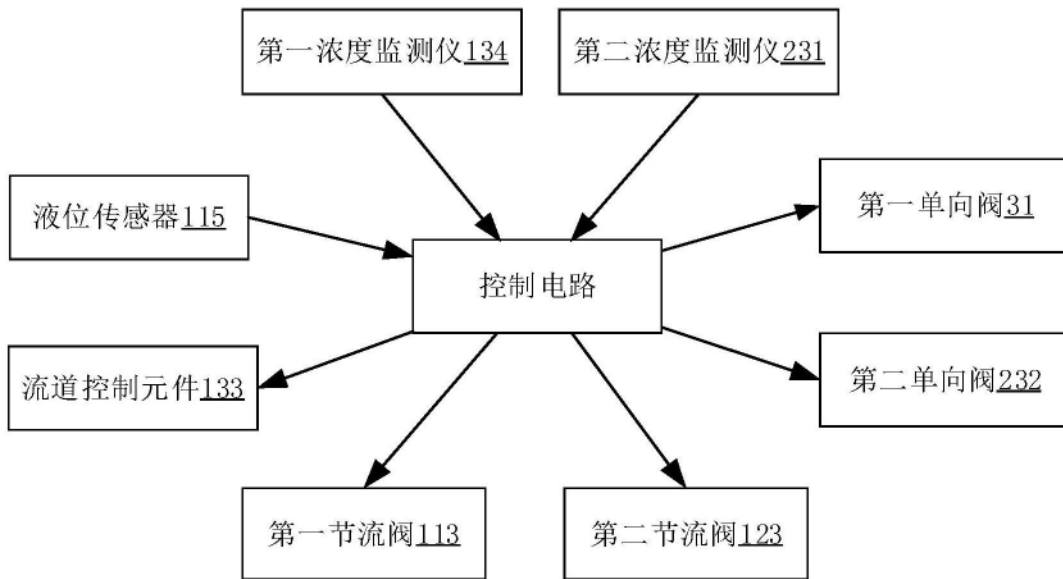 第一浓度监测仪134
第二浓度监测仪231
液位传感器115
第一单向阀31
控制电路
流道控制元件133
第二单向阀232
第一节流阀113
第二节流阀123